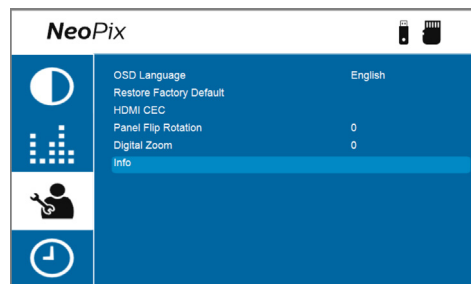 NeoPix
OSD Language English
Restore Factory Default
HDMI CEC
Panel Flip Rotation 0
Digital Zoom 0
Info